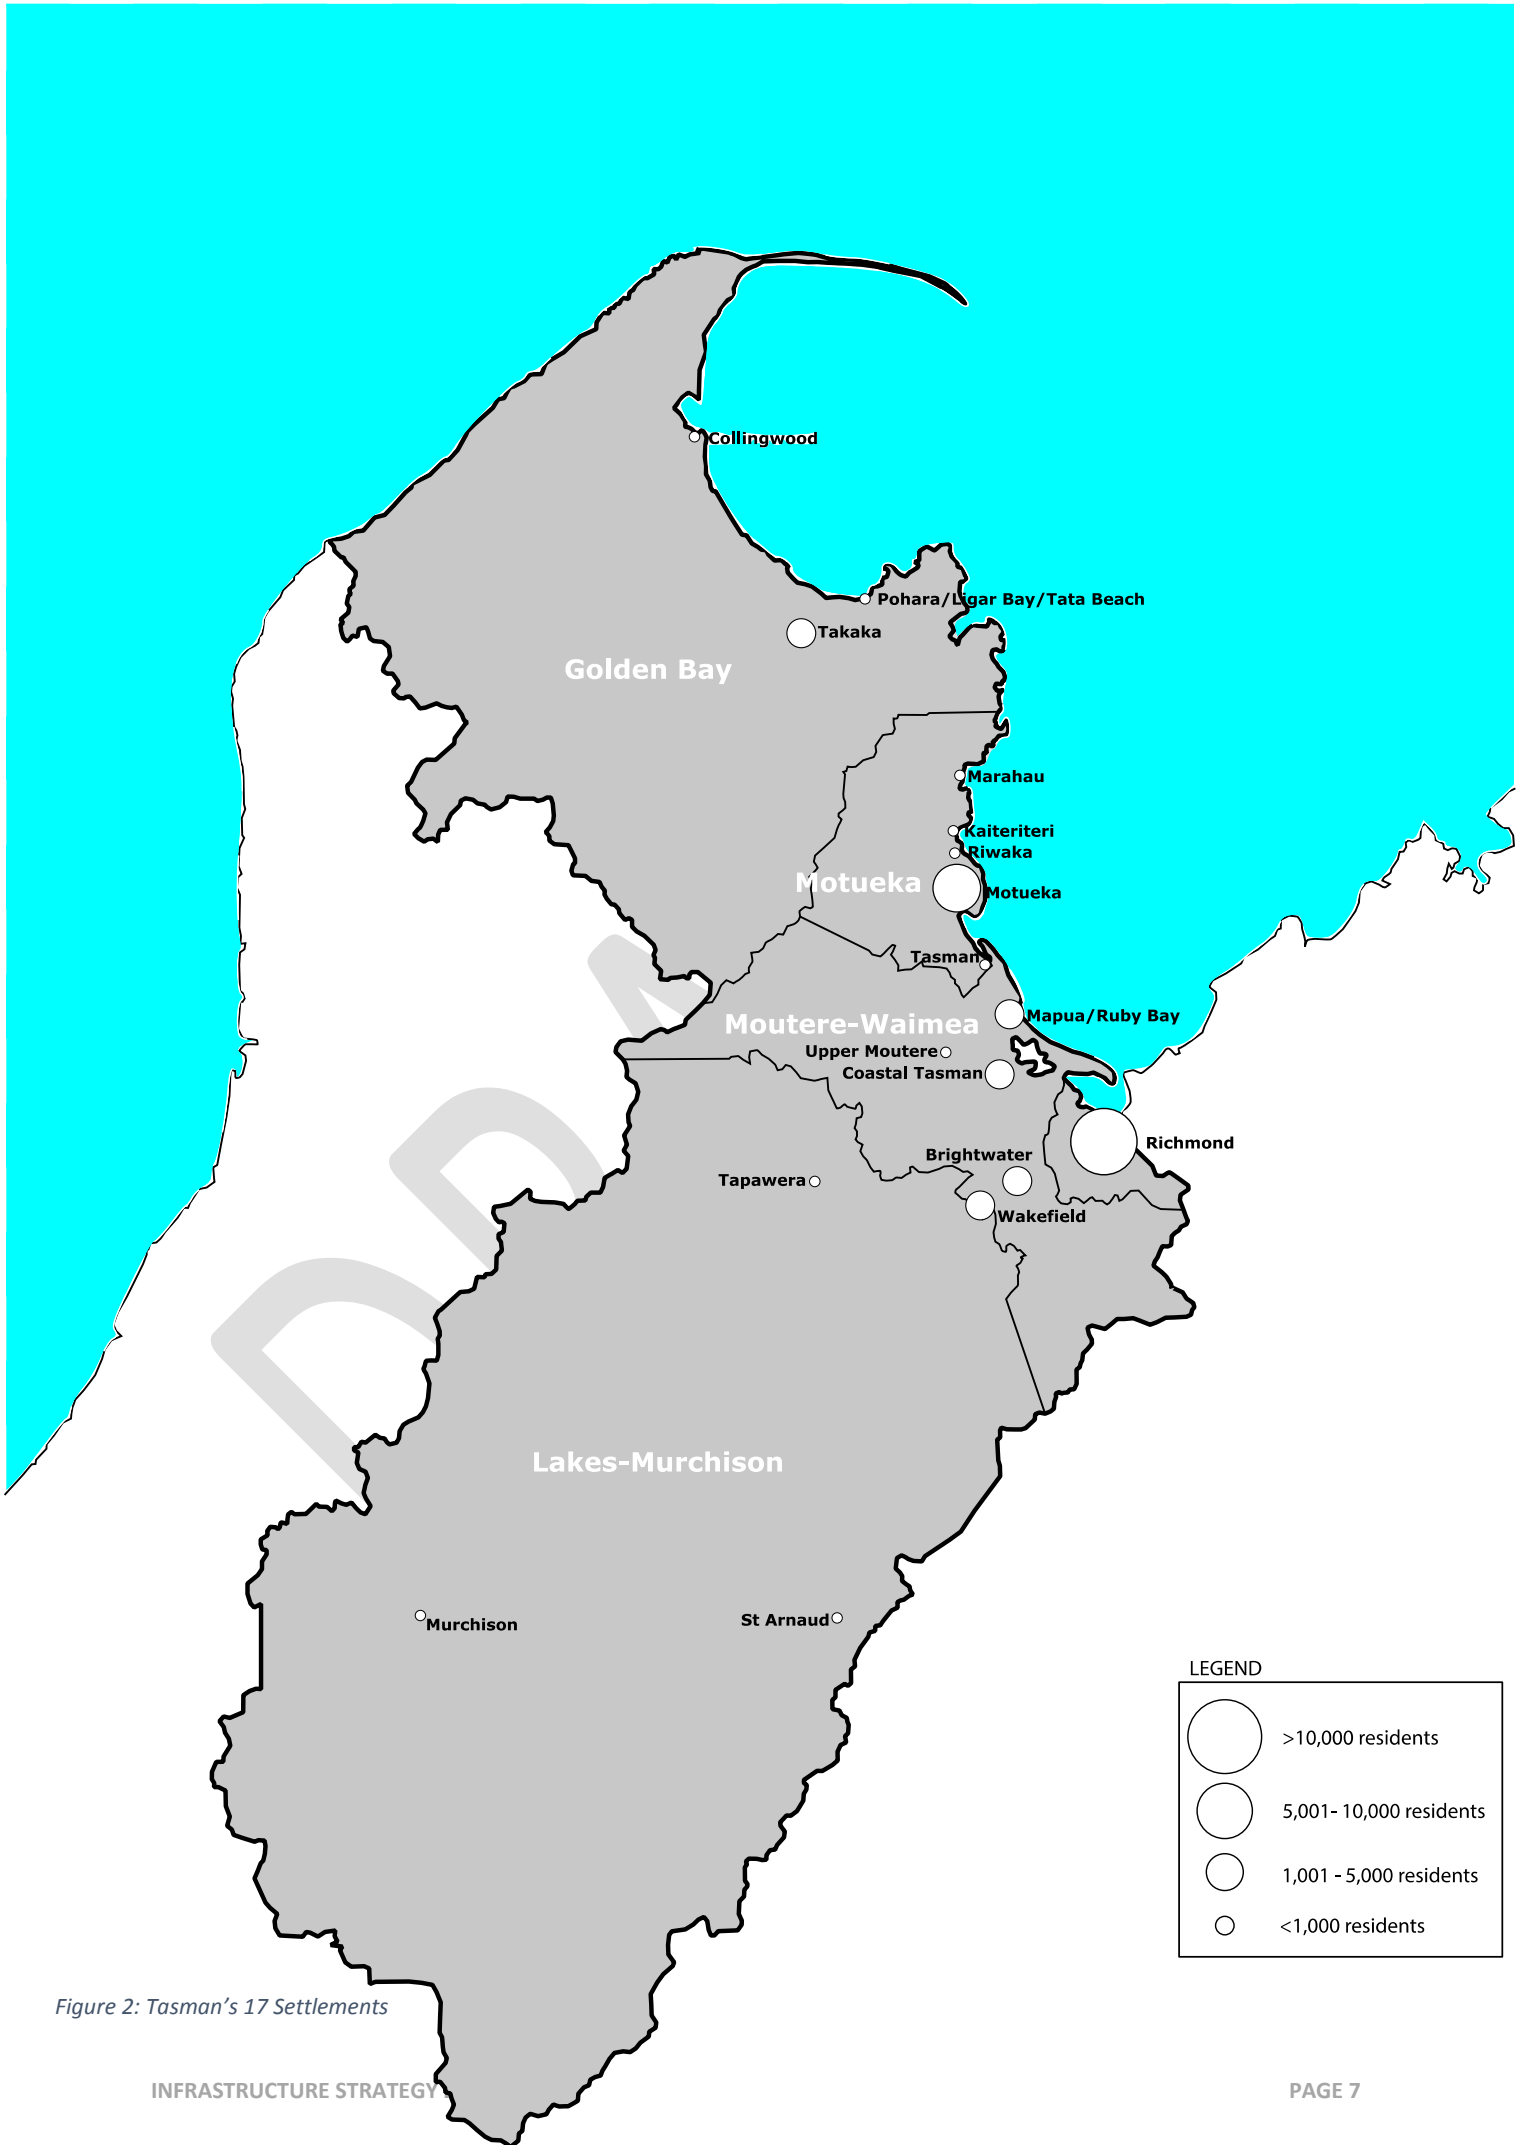 Collingwood
Pohara/Ligar Bay/Tata Beach
Takaka
Golden Bay
Marahau
Kaiteriteri
Riwaka
Motueka
Motueka
Tasman
Mapua/Ruby Bay
Moutere-Waimea
Upper Moutere
Coastal Tasman
Richmond
Brightwater
Tapawera
Wakefield
Lakes-Murchison
Murchison
St Arnaud
LEGEND
>10,000 residents
5,001- 10,000 residents
1,001 - 5,000 residents
<1,000 residents
Figure 2: Tasman's 17 Settlements
INFRASTRUCTURE STRATEGY
PAGE 7